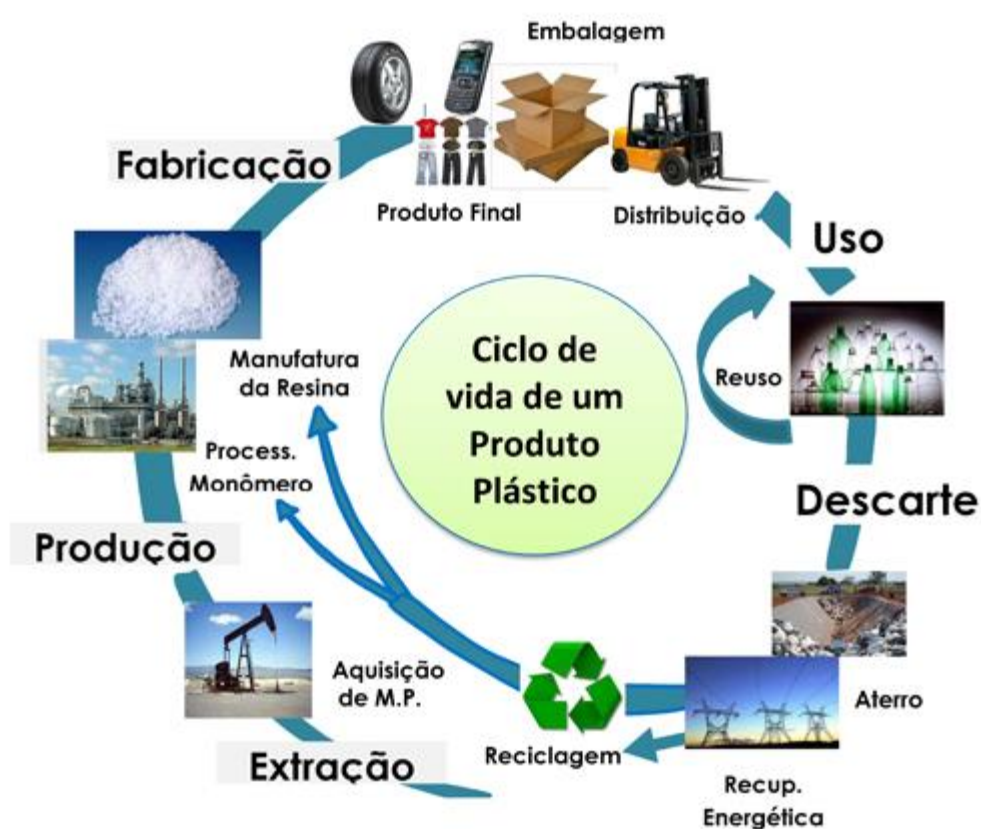 Embalagem
Fabricação
Produto Final
Distribuição
Uso
Ciclo de
vida de um
Produto
Plástico
Manufatura
da Resina
Reuso
Process.
Monômero
Descarte
Produção
Aquisição
de M.P.
Aterro
Reciclagem
Extração
Recup.
Energética